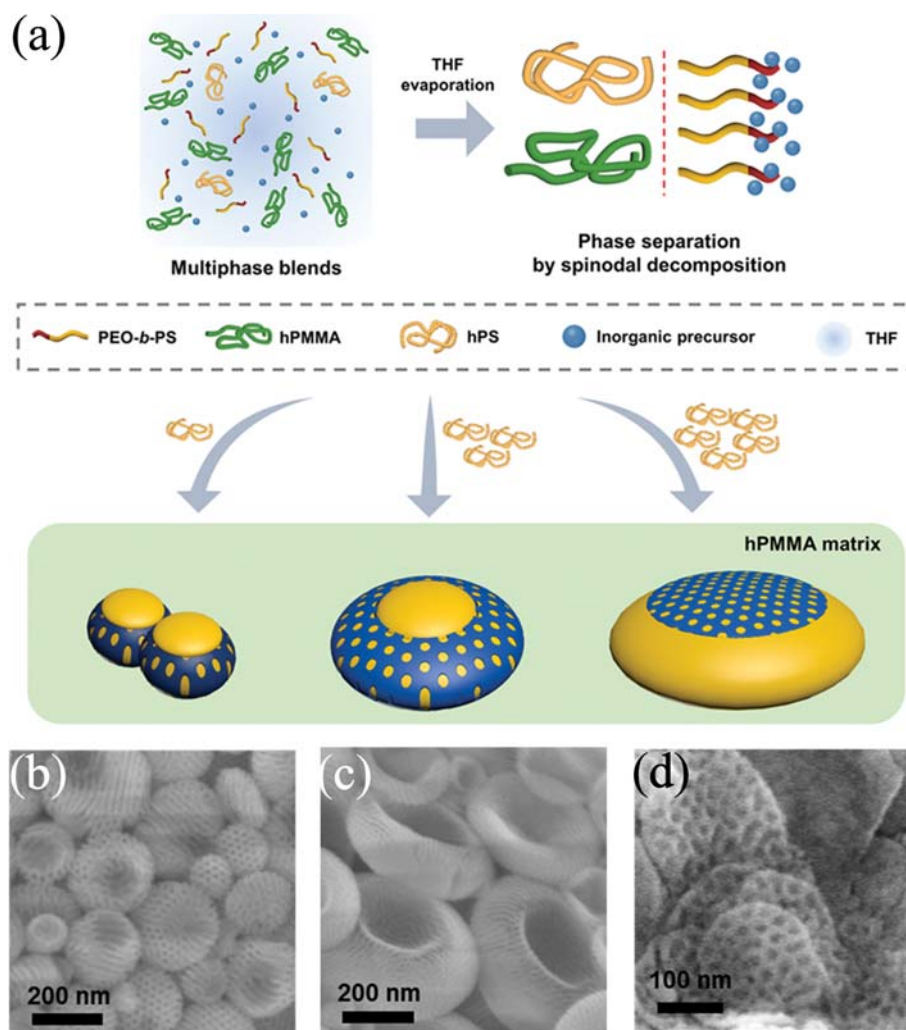 (a)
THF
evaporation
Multiphase blends
Phase separation
by spinodal decomposition
PEO-b-PS
hPMMA
hPS
Inorganic precursor
THF
hPMMA matrix
(b)
(c)
(d)
200 nm
200 nm
100 nm